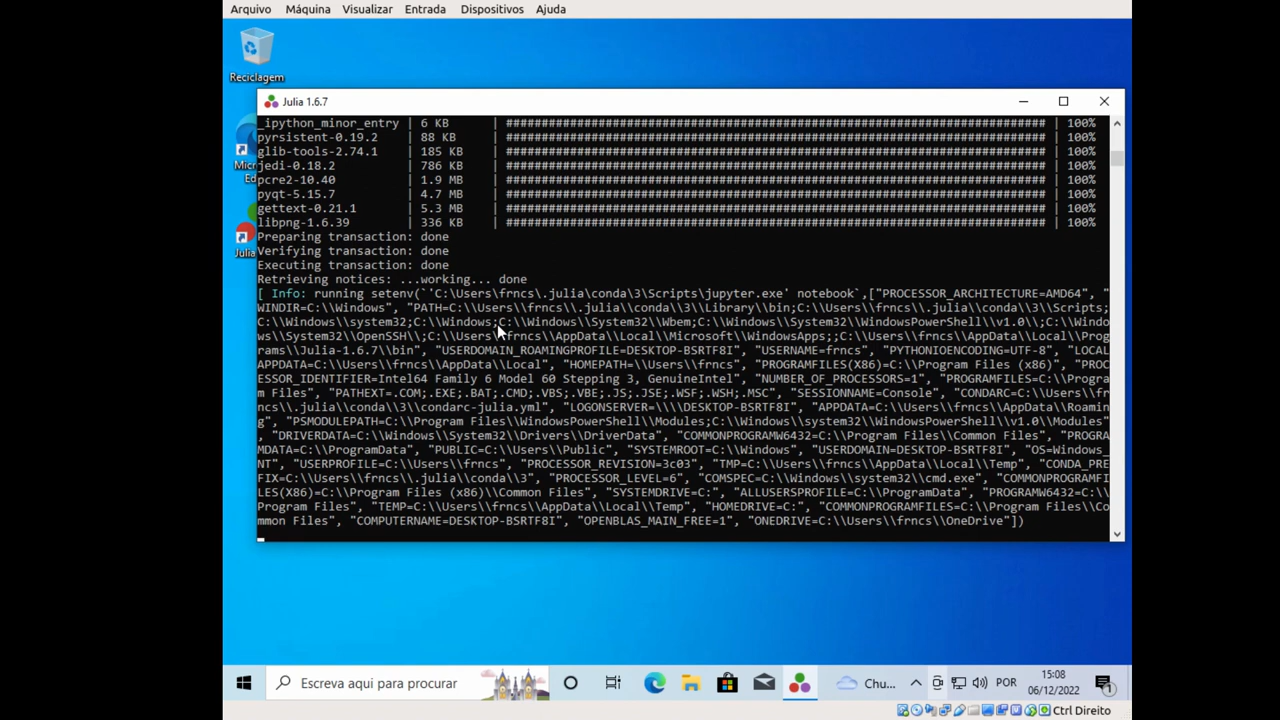 Arquivo Máquina Visualizar Entrada Dispositivos Ajuda
Reciclagem
Julia 1.6.7
_ipython_minor_entry | 6 KB | ################################################################################ | 100%
pyrsistent-0.19.2 | 88 KB | ################################################################################ | 100%
glib-tools-2.74.1 | 185 KB | ################################################################################ | 100%
jedi-0.18.2 | 786 KB | ################################################################################ | 100%
pcre2-10.40 | 1.9 MB | ################################################################################ | 100%
pyqt-5.15.7 | 4.7 MB | ################################################################################ | 100%
gettext-0.21.1 | 5.3 MB | ################################################################################ | 100%
libpng-1.6.39 | 336 KB | ################################################################################ | 100%
Preparing transaction: done
Verifying transaction: done
Executing transaction: done
Retrieving notices: ...working... done
[ Info: running setenv(`'C:\Users\frncs\.julia\conda\3\Scripts\jupyter.exe' notebook`,["PROCESSOR_ARCHITECTURE=AMD64", "
WINDIR=C:\\Windows", "PATH=C:\\Users\\frncs\\.julia\\conda\\3\\Library\\bin;C:\\Users\\frncs\\.julia\\conda\\3\\Scripts;
C:\\Windows\\system32;C:\\Windows;C:\\Windows\\System32\\Wbem;C:\\Windows\\System32\\WindowsPowerShell\\v1.0\\;C:\\Windo
ws\\System32\\OpenSSH\\;C:\\Users\\frncs\\AppData\\Local\\Microsoft\\WindowsApps;;C:\\Users\\frncs\\AppData\\Local\\Prog
rams\\Julia-1.6.7\\bin", "USERDOMAIN_ROAMINGPROFILE=DESKTOP-BSRTF8I", "USERNAME=frncs", "PYTHONIOENCODING=UTF-8", "LOCAL
APPDATA=C:\\Users\\frncs\\AppData\\Local", "HOMEPATH=\\Users\\frncs", "PROGRAMFILES(X86)=C:\\Program Files (x86)", "PROC
ESSOR_IDENTIFIER=Intel64 Family 6 Model 60 Stepping 3, GenuineIntel", "NUMBER_OF_PROCESSORS=1", "PROGRAMFILES=C:\\Progra
m Files", "PATHEXT=.COM;.EXE;.BAT;.CMD;.VBS;.VBE;.JS;.JSE;.WSF;.WSH;.MSC", "SESSIONNAME=Console", "CONDARC=C:\\Users\\fr
ncs\\.julia\\conda\\3\\condarc-julia.yml", "LOGONSERVER=\\\\DESKTOP-BSRTF8I", "APPDATA=C:\\Users\\frncs\\AppData\\Roamin
g", "PSMODULEPATH=C:\\Program Files\\WindowsPowerShell\\Modules;C:\\Windows\\system32\\WindowsPowerShell\\v1.0\\Modules"
, "DRIVERDATA=C:\\Windows\\System32\\Drivers\\DriverData", "COMMONPROGRAMW6432=C:\\Program Files\\Common Files", "PROGRA
MDATA=C:\\ProgramData", "PUBLIC=C:\\Users\\Public", "SYSTEMROOT=C:\\Windows", "USERDOMAIN=DESKTOP-BSRTF8I", "OS=Windows_
NT", "USERPROFILE=C:\\Users\\frncs", "PROCESSOR_REVISION=3c03", "TMP=C:\\Users\\frncs\\AppData\\Local\\Temp", "CONDA_PRE
FIX=C:\\Users\\frncs\\.julia\\conda\\3", "PROCESSOR_LEVEL=6", "COMSPEC=C:\\Windows\\system32\\cmd.exe", "COMMONPROGRAMFI
LES(X86)=C:\\Program Files (x86)\\Common Files", "SYSTEMDRIVE=C:", "ALLUSERSPROFILE=C:\\ProgramData", "PROGRAMW6432=C:\\
Program Files", "TEMP=C:\\Users\\frncs\\AppData\\Local\\Temp", "HOMEDRIVE=C:", "COMMONPROGRAMFILES=C:\\Program Files\\Co
mmon Files", "COMPUTERNAME=DESKTOP-BSRTF8I", "OPENBLAS_MAIN_FREE=1", "ONEDRIVE=C:\\Users\\frncs\\OneDrive"])
Micr
Ed
Julia
Escreva aqui para procurar
Chu...
POR
15:08
06/12/2022
1
Ctrl Direito